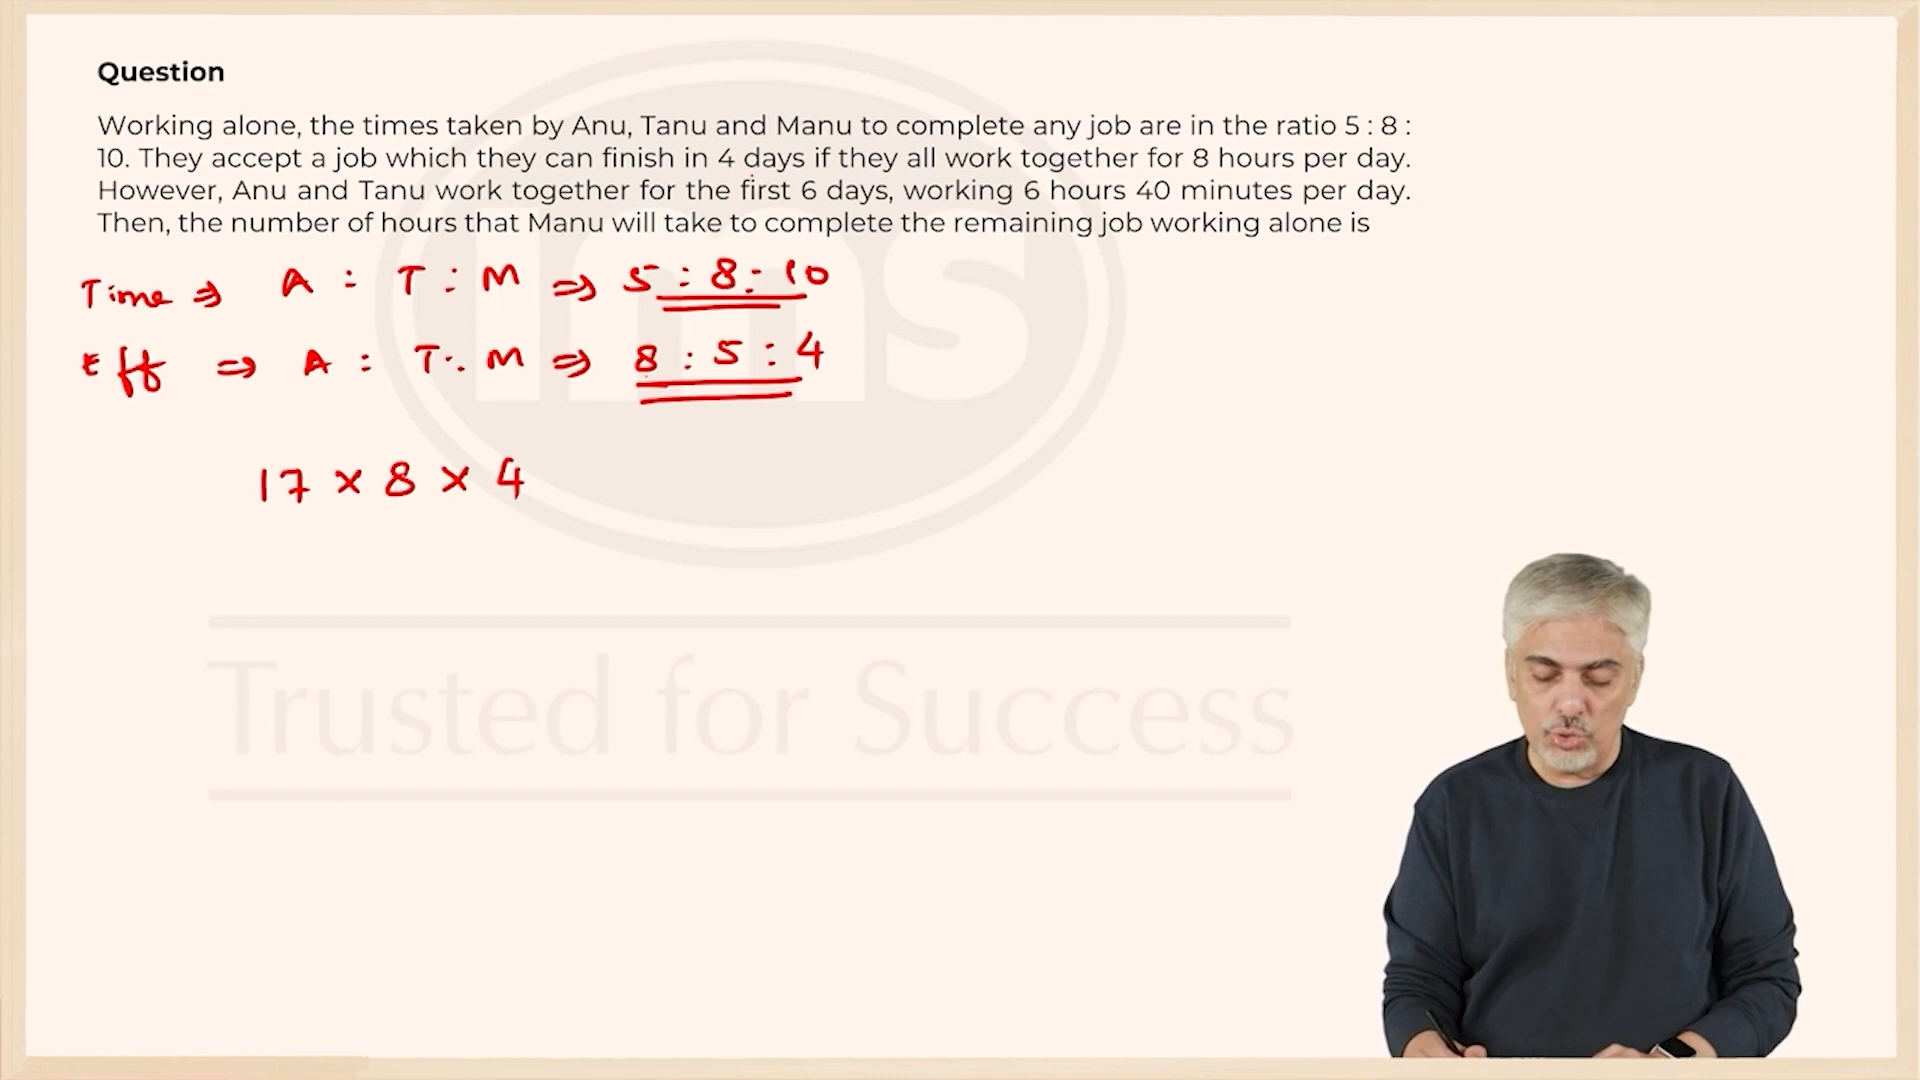 Question
Working alone, the times taken by Anu, Tanu and Manu to complete any job are in the ratio 5 : 8 :
10. They accept a job which they can finish in 4 days if they all work together for 8 hours per day.
However, Anu and Tanu work together for the first 6 days, working 6 hours 40 minutes per day.
Then, the number of hours that Manu will take to complete the remaining job working alone is
Time ⇒ A : T : M ⇒ 5 : 8 : 10
Eff ⇒ A : T : M ⇒ 8 : 5 : 4
17 × 8 × 4
ims
Trusted for Success